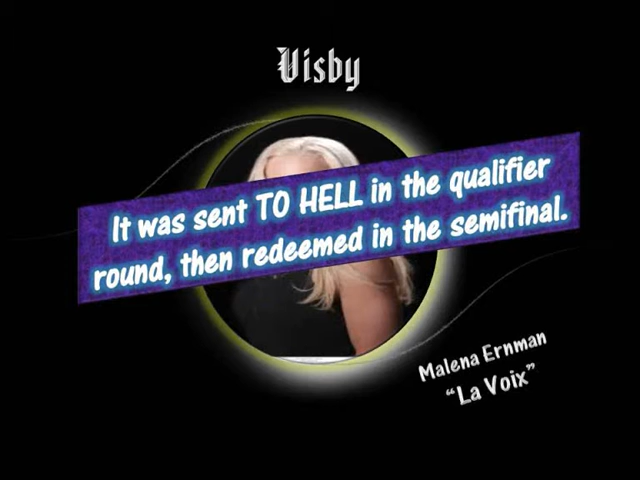 Visby
It was sent TO HELL in the qualifier
round, then redeemed in the semifinal.
Malena Ernman
“La Voix”